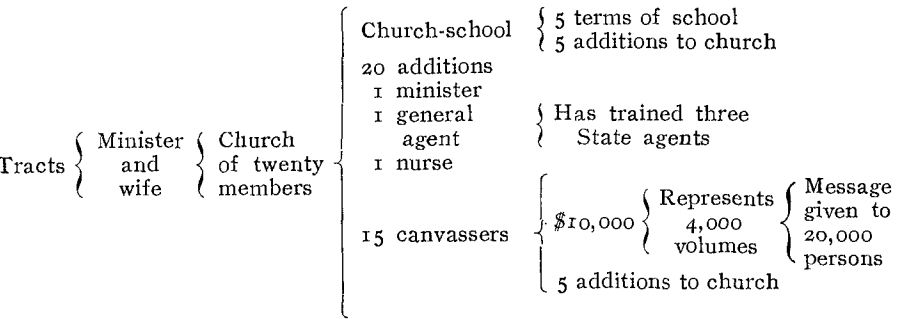 Tracts
Minister
and
wife
Church
of twenty
members
Church-school
5 terms of school
5 additions to church
20 additions
1 minister
1 general
agent
Has trained three
State agents
1 nurse
15 canvassers
$10,000
Represents
4,000
volumes
Message
given to
20,000
persons
5 additions to church